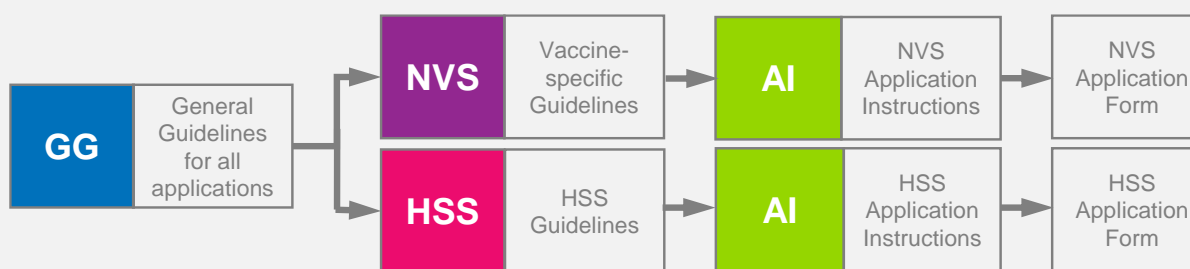 GG
General
Guidelines
for all
applications
NVS
Vaccine-
specific
Guidelines
AI
NVS
Application
Instructions
NVS
Application
Form
HSS
HSS
Guidelines
AI
HSS
Application
Instructions
HSS
Application
Form